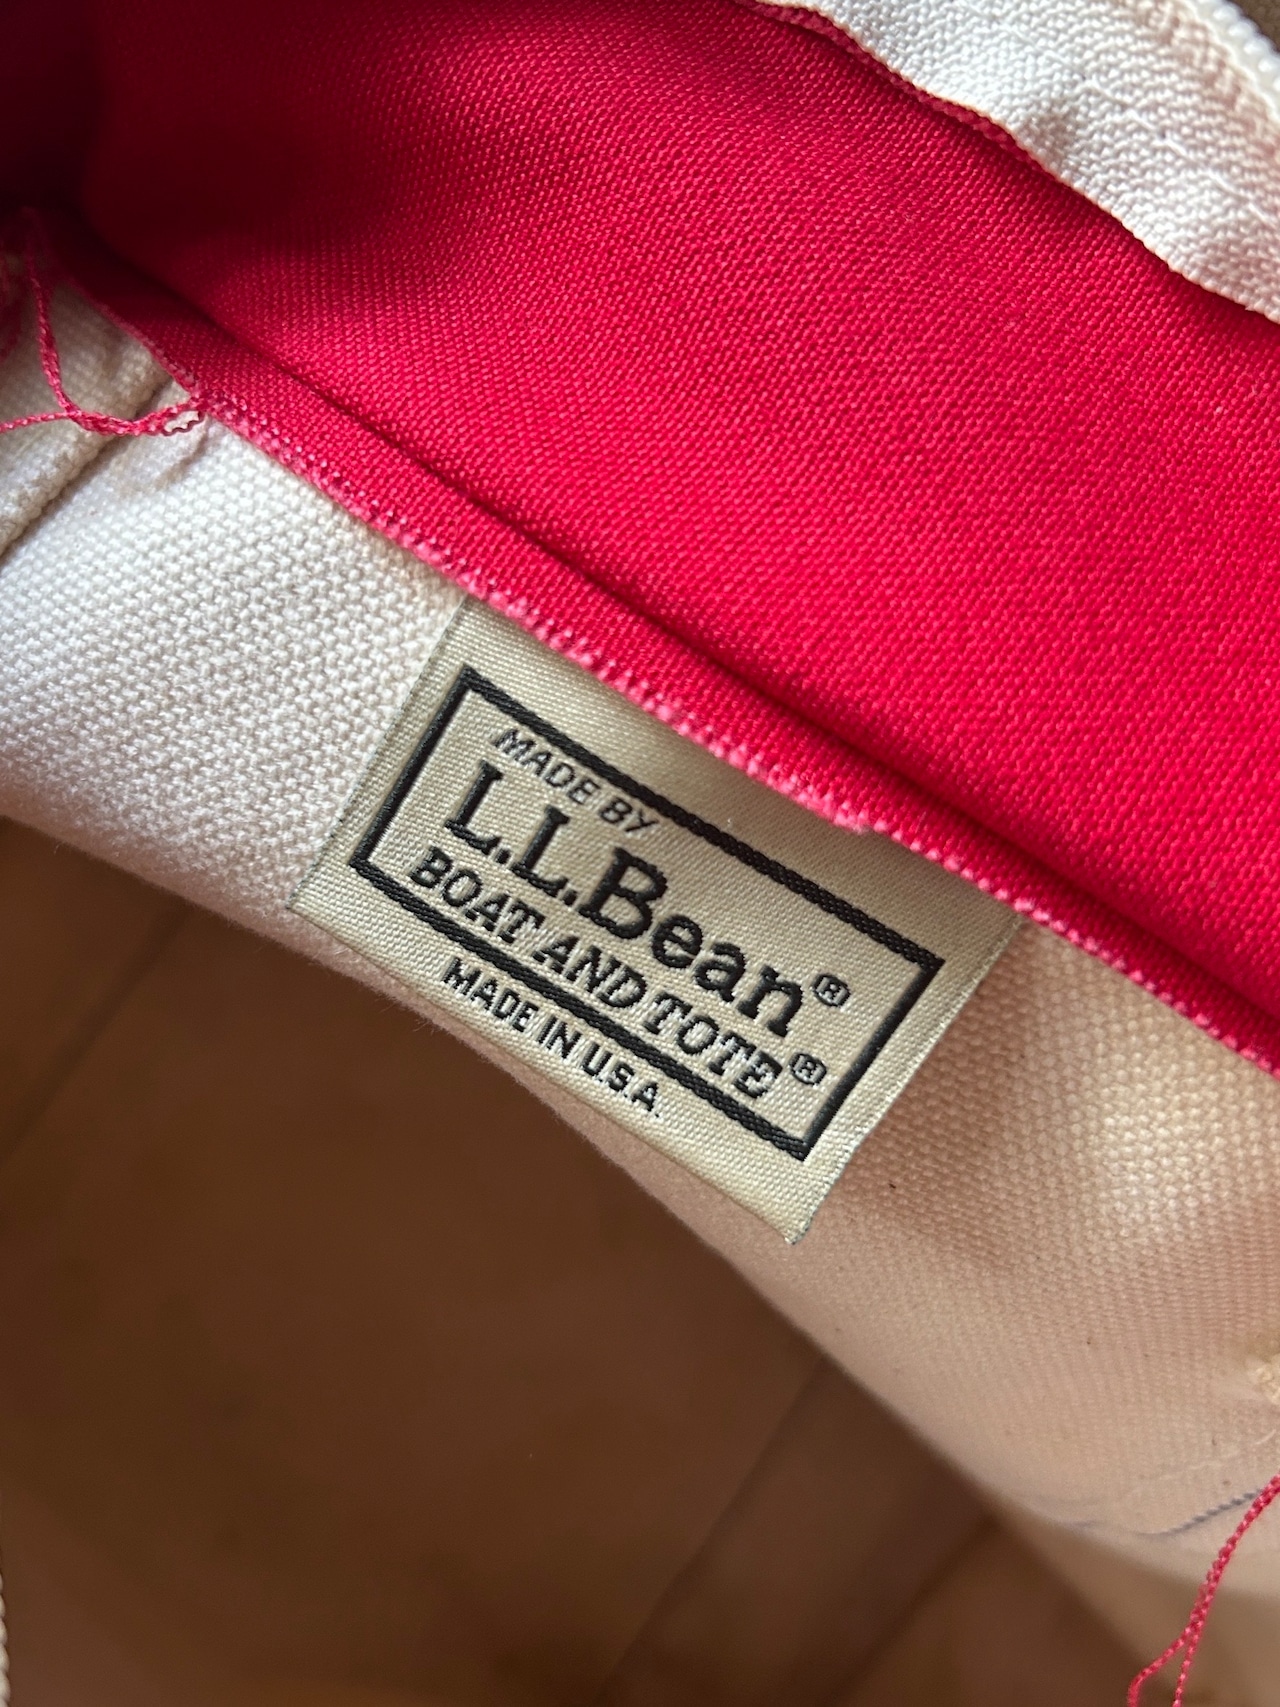 MADE BY
L.L.Bean®
BOAT AND TOTE®
MADE IN U.S.A.